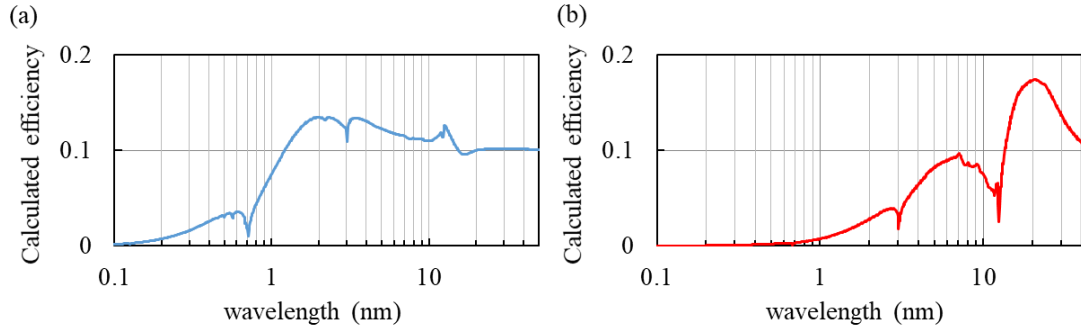 (a)
Calculated efficiency
0.2
0.1
0
0.1
1
10
wavelength (nm)
(b)
Calculated efficiency
0.2
0.1
0
0.1
1
10
wavelength (nm)